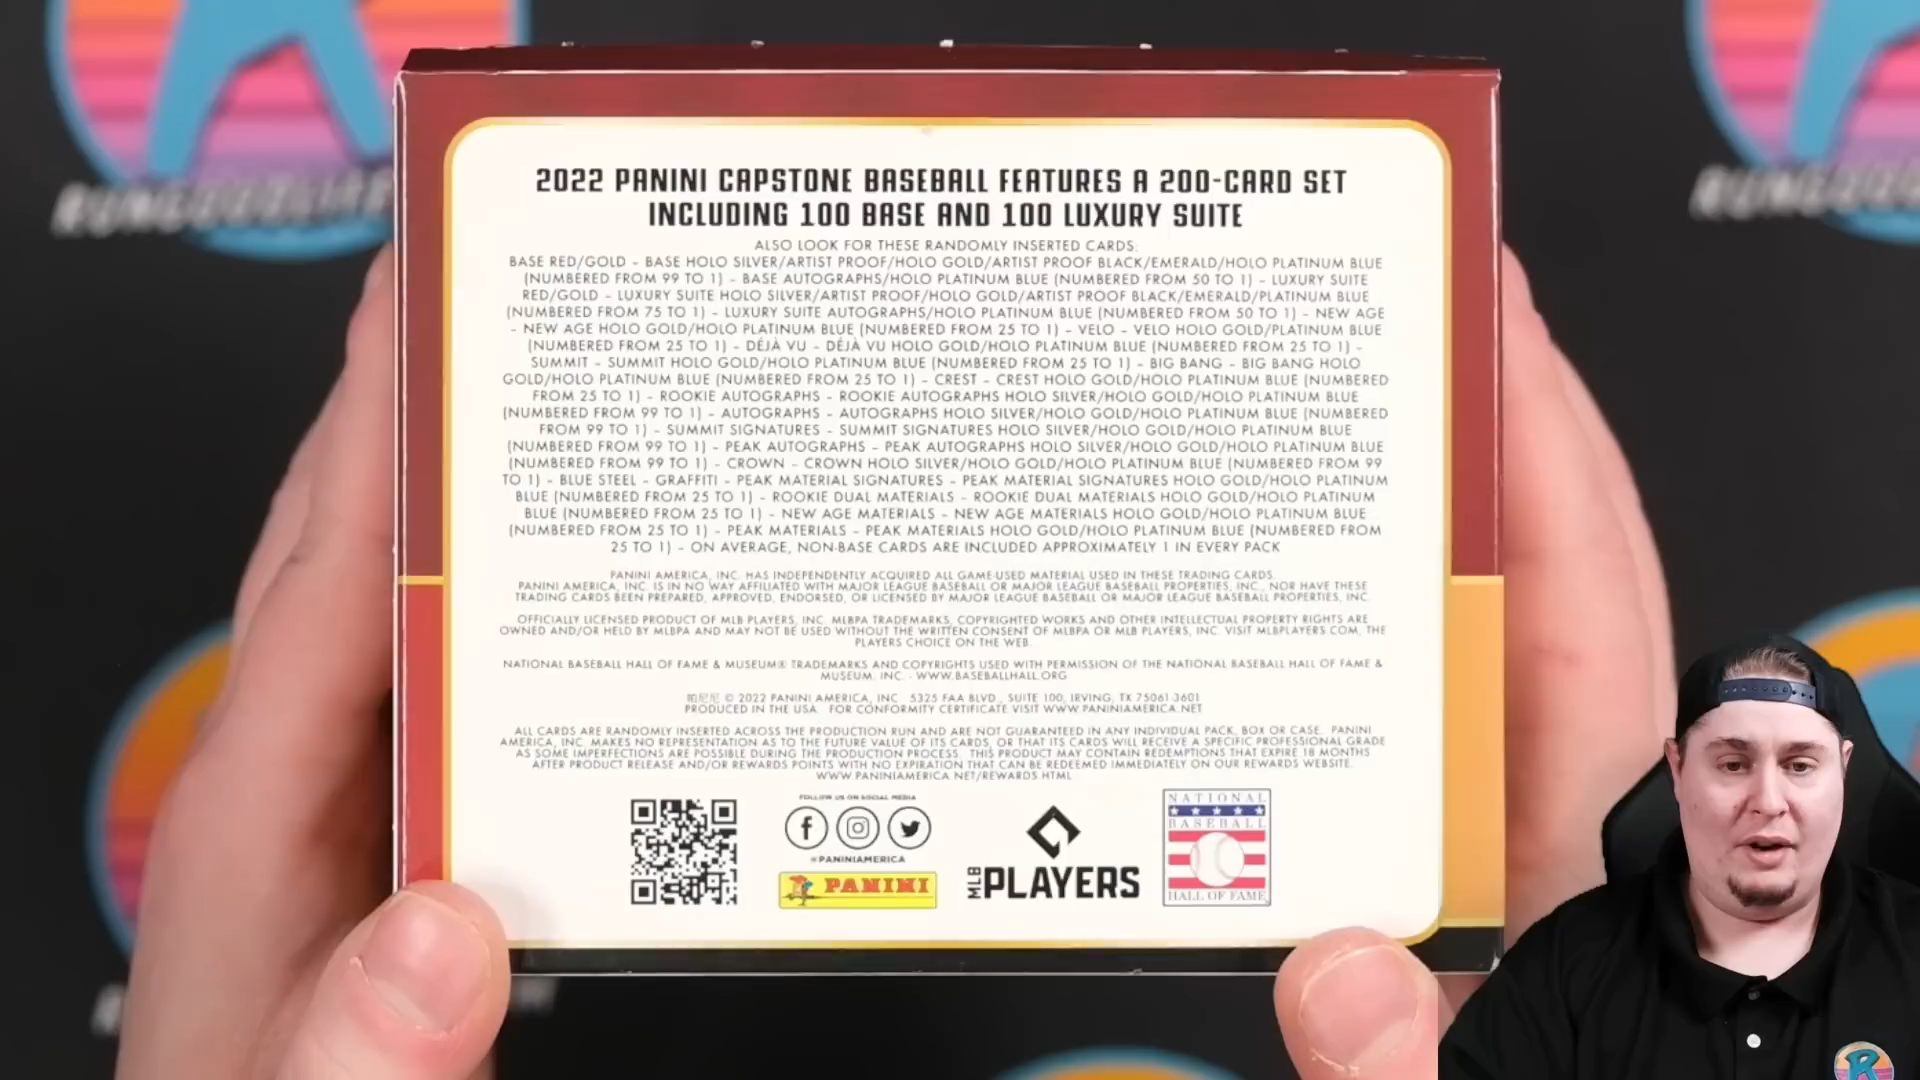 RUNGOODLIFE
RUNGOOD
2022 PANINI CAPSTONE BASEBALL FEATURES A 200-CARD SET
INCLUDING 100 BASE AND 100 LUXURY SUITE
ALSO LOOK FOR THESE RANDOMLY INSERTED CARDS:
BASE RED/GOLD – BASE HOLO SILVER/ARTIST PROOF/HOLO GOLD/ARTIST PROOF BLACK/EMERALD/HOLO PLATINUM BLUE
(NUMBERED FROM 99 TO 1) – BASE AUTOGRAPHS/HOLO PLATINUM BLUE (NUMBERED FROM 50 TO 1) – LUXURY SUITE
RED/GOLD – LUXURY SUITE HOLO SILVER/ARTIST PROOF/HOLO GOLD/ARTIST PROOF BLACK/EMERALD/PLATINUM BLUE
(NUMBERED FROM 75 TO 1) – LUXURY SUITE AUTOGRAPHS/HOLO PLATINUM BLUE (NUMBERED FROM 50 TO 1) – NEW AGE
– NEW AGE HOLO GOLD/HOLO PLATINUM BLUE (NUMBERED FROM 25 TO 1) – VELO – VELO HOLO GOLD/PLATINUM BLUE
(NUMBERED FROM 25 TO 1) – DÉJÀ VU – DÉJÀ VU HOLO GOLD/HOLO PLATINUM BLUE (NUMBERED FROM 25 TO 1) –
SUMMIT – SUMMIT HOLO GOLD/HOLO PLATINUM BLUE (NUMBERED FROM 25 TO 1) – BIG BANG – BIG BANG HOLO
GOLD/HOLO PLATINUM BLUE (NUMBERED FROM 25 TO 1) – CREST – CREST HOLO GOLD/HOLO PLATINUM BLUE (NUMBERED
FROM 25 TO 1) – ROOKIE AUTOGRAPHS – ROOKIE AUTOGRAPHS HOLO SILVER/HOLO GOLD/HOLO PLATINUM BLUE
(NUMBERED FROM 99 TO 1) – AUTOGRAPHS – AUTOGRAPHS HOLO SILVER/HOLO GOLD/HOLO PLATINUM BLUE (NUMBERED
FROM 99 TO 1) – SUMMIT SIGNATURES – SUMMIT SIGNATURES HOLO SILVER/HOLO GOLD/HOLO PLATINUM BLUE
(NUMBERED FROM 99 TO 1) – PEAK AUTOGRAPHS – PEAK AUTOGRAPHS HOLO SILVER/HOLO GOLD/HOLO PLATINUM BLUE
(NUMBERED FROM 99 TO 1) – CROWN – CROWN HOLO SILVER/HOLO GOLD/HOLO PLATINUM BLUE (NUMBERED FROM 99
TO 1) – BLUE STEEL – GRAFFITI – PEAK MATERIAL SIGNATURES – PEAK MATERIAL SIGNATURES HOLO GOLD/HOLO PLATINUM
BLUE (NUMBERED FROM 25 TO 1) – ROOKIE DUAL MATERIALS – ROOKIE DUAL MATERIALS HOLO GOLD/HOLO PLATINUM
BLUE (NUMBERED FROM 25 TO 1) – NEW AGE MATERIALS – NEW AGE MATERIALS HOLO GOLD/HOLO PLATINUM BLUE
(NUMBERED FROM 25 TO 1) – PEAK MATERIALS – PEAK MATERIALS HOLO GOLD/HOLO PLATINUM BLUE (NUMBERED FROM
25 TO 1) – ON AVERAGE, NON-BASE CARDS ARE INCLUDED APPROXIMATELY 1 IN EVERY PACK
PANINI AMERICA, INC. HAS INDEPENDENTLY ACQUIRED ALL GAME-USED MATERIAL USED IN THESE TRADING CARDS.
PANINI AMERICA, INC. IS IN NO WAY AFFILIATED WITH MAJOR LEAGUE BASEBALL OR MAJOR LEAGUE BASEBALL PROPERTIES, INC., NOR HAVE THESE
TRADING CARDS BEEN PREPARED, APPROVED, ENDORSED, OR LICENSED BY MAJOR LEAGUE BASEBALL OR MAJOR LEAGUE BASEBALL PROPERTIES, INC.
OFFICIALLY LICENSED PRODUCT OF MLB PLAYERS, INC. MLBPA TRADEMARKS, COPYRIGHTED WORKS AND OTHER INTELLECTUAL PROPERTY RIGHTS ARE
OWNED AND/OR HELD BY MLBPA AND MAY NOT BE USED WITHOUT THE WRITTEN CONSENT OF MLBPA OR MLB PLAYERS, INC. VISIT MLBPLAYERS.COM, THE
PLAYERS CHOICE ON THE WEB.
NATIONAL BASEBALL HALL OF FAME & MUSEUM® TRADEMARKS AND COPYRIGHTS USED WITH PERMISSION OF THE NATIONAL BASEBALL HALL OF FAME &
MUSEUM, INC. - WWW.BASEBALLHALL.ORG
帕尼尼 © 2022 PANINI AMERICA, INC. 5325 FAA BLVD., SUITE 100, IRVING, TX 75061-3601
PRODUCED IN THE USA. FOR CONFORMITY CERTIFICATE VISIT WWW.PANINIAMERICA.NET
ALL CARDS ARE RANDOMLY INSERTED ACROSS THE PRODUCTION RUN AND ARE NOT GUARANTEED IN ANY INDIVIDUAL PACK, BOX OR CASE. PANINI
AMERICA, INC. MAKES NO REPRESENTATION AS TO THE FUTURE VALUE OF ITS CARDS, OR THAT ITS CARDS WILL RECEIVE A SPECIFIC PROFESSIONAL GRADE
AS SOME IMPERFECTIONS ARE POSSIBLE DURING THE PRODUCTION PROCESS. THIS PRODUCT MAY CONTAIN REDEMPTIONS THAT EXPIRE 18 MONTHS
AFTER PRODUCT RELEASE AND/OR REWARDS POINTS WITH NO EXPIRATION THAT CAN BE REDEEMED IMMEDIATELY ON OUR REWARDS WEBSITE.
WWW.PANINIAMERICA.NET/REWARDS.HTML
FOLLOW US ON SOCIAL MEDIA
@PANINIAMERICA
PANINI
MLB PLAYERS
NATIONAL
BASEBALL
HALL OF FAME
R